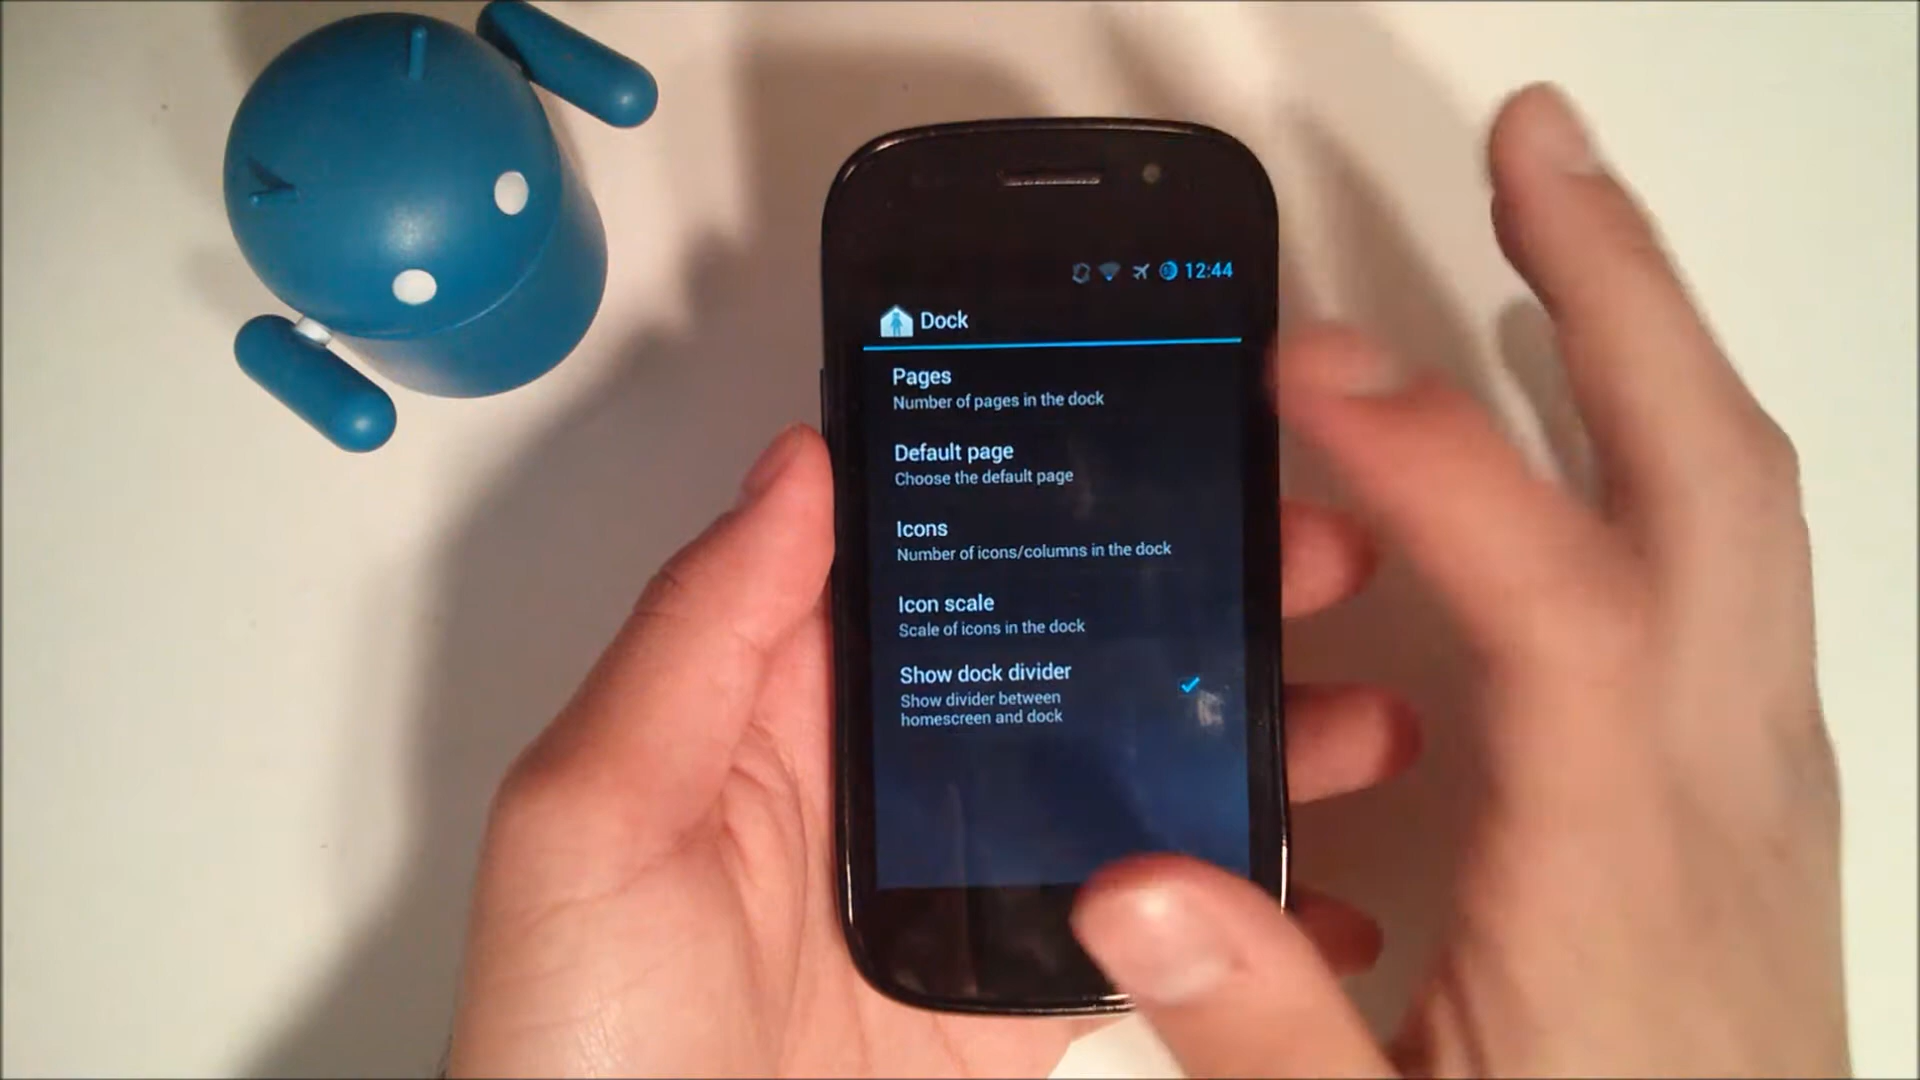 12:44
Dock
Pages
Number of pages in the dock
Default page
Choose the default page
Icons
Number of icons/columns in the dock
Icon scale
Scale of icons in the dock
Show dock divider
Show divider between
homescreen and dock